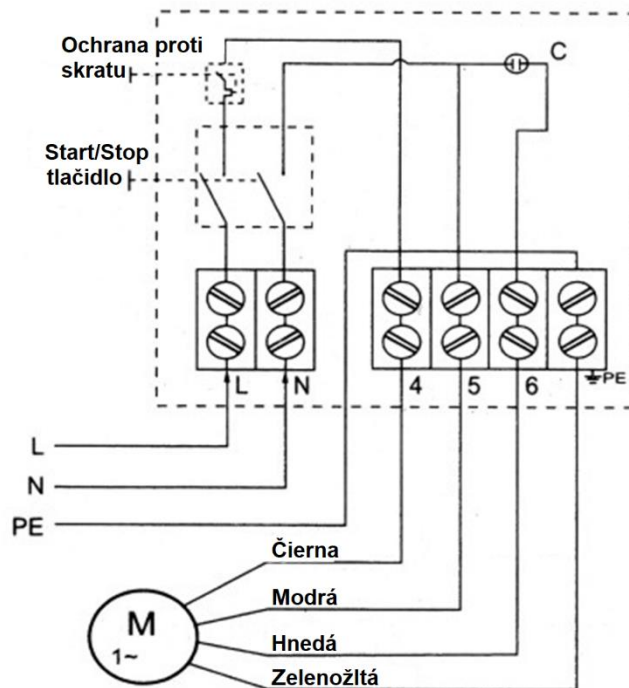 Ochrana proti
skratu
C
Start/Stop
tlačidlo
L N 4 5 6 PE
L
N
PE
Čierna
Modrá
Hnedá
Zelenožltá
M
1~